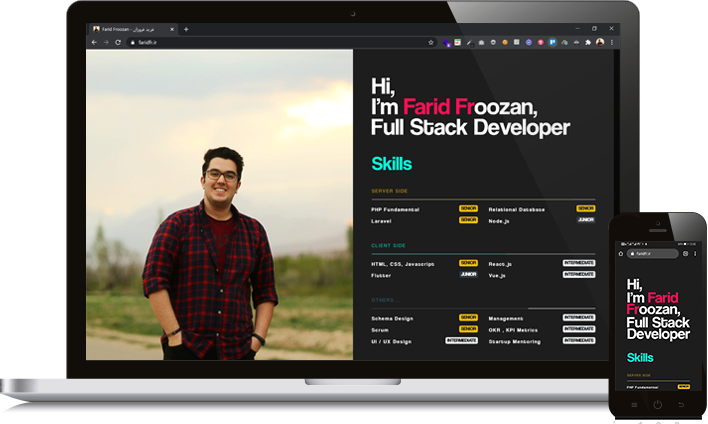 Farid Froozan - فرید فروزان
faridfr.ir
Hi,
I'm Farid Froozan,
Full Stack Developer
Skills
SERVER SIDE
PHP Fundamental SENIOR Relational Database SENIOR
Laravel SENIOR Node.js JUNIOR
CLIENT SIDE
HTML, CSS, Javascript SENIOR React.js INTERMEDIATE
Flutter JUNIOR Vue.js INTERMEDIATE
OTHERS
Schema Design SENIOR Management INTERMEDIATE
Scrum SENIOR OKR , KPI Metrics INTERMEDIATE
UI / UX Design INTERMEDIATE Startup Mentoring INTERMEDIATE
faridfr.ir
Hi,
I'm Farid
Froozan,
Full Stack
Developer
Skills
SERVER SIDE
PHP Fundamental SENIOR